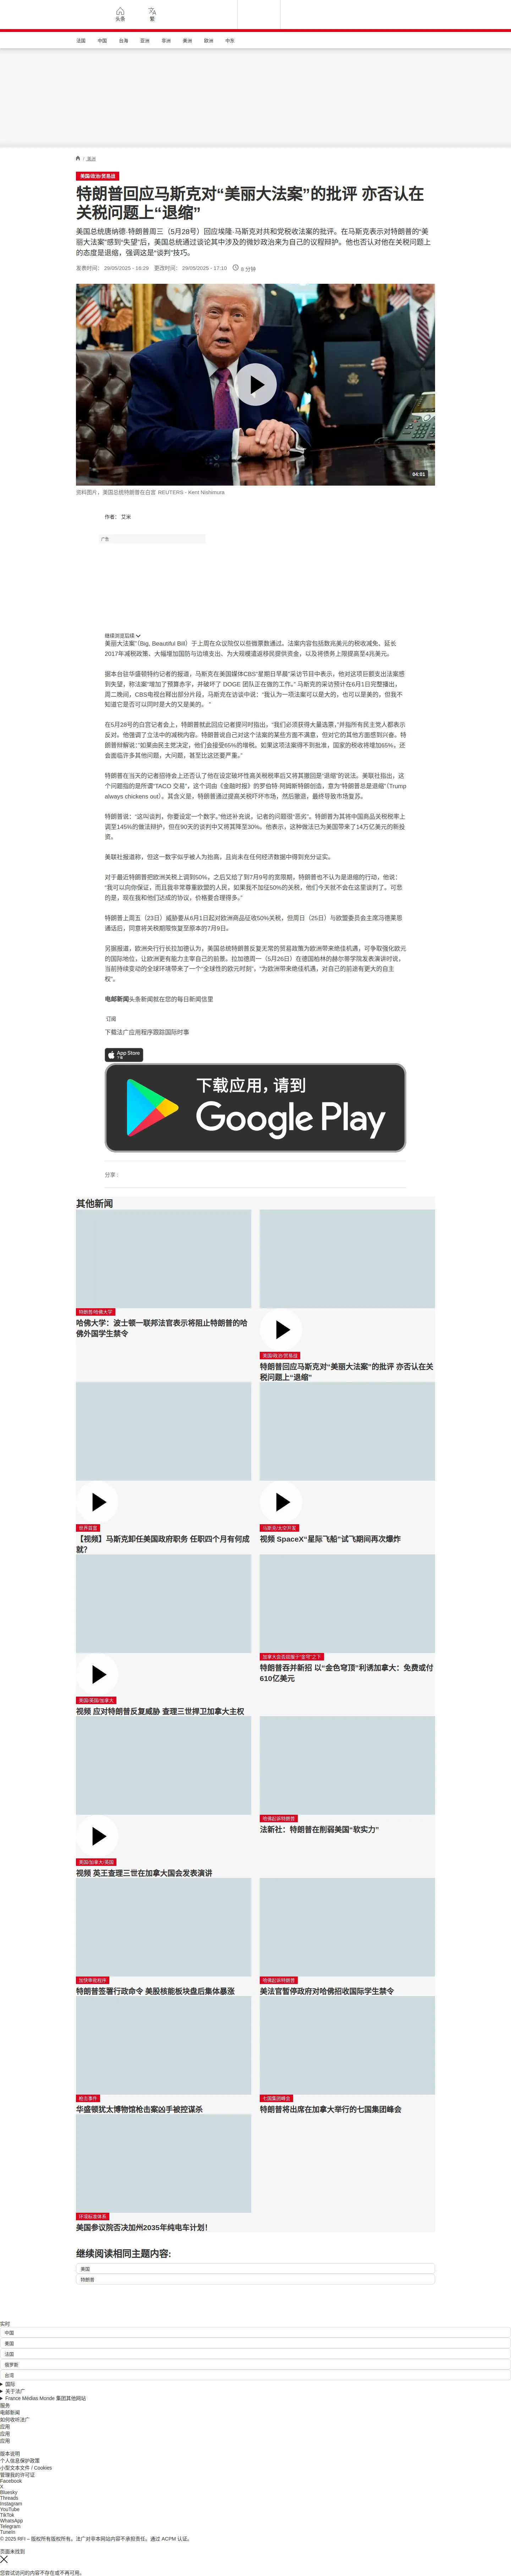 头条
繁
法国
中国
台海
亚洲
非洲
美洲
欧洲
中东
/ 美洲
美国/政治/贸易战
特朗普回应马斯克对“美丽大法案”的批评 亦否认在
关税问题上“退缩”
美国总统唐纳德·特朗普周三（5月28号）回应埃隆·马斯克对共和党税收法案的批评。在马斯克表示对特朗普的“美
丽大法案”感到“失望”后，美国总统通过谈论其中涉及的微妙政治来为自己的议程辩护。他也否认对他在关税问题上
的态度是退缩，强调这是“谈判”技巧。
发表时间： 29/05/2025 - 16:29 更改时间： 29/05/2025 - 17:10 8 分钟
04:01
资料图片，美国总统特朗普在白宫 REUTERS - Kent Nishimura
作者： 艾米
广告
继续浏览后续
美丽大法案”（Big, Beautiful Bill）于上周在众议院仅以些微票数通过。法案内容包括数兆美元的税收减免、延长
2017年减税政策、大幅增加国防与边境支出、为大规模遣返移民提供资金，以及将债务上限提高至4兆美元。
据本台驻华盛顿特约记者的报道，马斯克在美国媒体CBS“星期日早晨”采访节目中表示，他对这项巨额支出法案感
到失望，称法案“增加了预算赤字，并破坏了 DOGE 团队正在做的工作。” 马斯克的采访预计在6月1日完整播出，
周二晚间，CBS电视台释出部分片段，马斯克在访谈中说：“我认为一项法案可以是大的，也可以是美的，但我不
知道它是否可以同时是大的又是美的。 ”
在5月28号的白宫记者会上，特朗普就此回应记者提问时指出，“我们必须获得大量选票，”并指所有民主党人都表示
反对。他强调了立法中的减税内容。特朗普说自己对这个法案的某些方面不满意，但对它的其他方面感到兴奋。特
朗普辩解说：“如果由民主党决定，他们会接受65%的增税。如果这项法案得不到批准，国家的税收将增加65%，还
会面临许多其他问题，大问题，甚至比这还要严重。”
特朗普在当天的记者招待会上还否认了他在设定破坏性高关税税率后又将其撤回是“退缩”的说法。美联社指出，这
个问题指的是所谓“TACO 交易”，这个词由《金融时报》的罗伯特·阿姆斯特朗创造，意为“特朗普总是退缩”（Trump
always chickens out）。其含义是，特朗普通过提高关税吓坏市场，然后撤退，最终导致市场复苏。
特朗普说：“这叫谈判，你要设定一个数字。”他还补充说，记者的问题很“恶劣”。特朗普为其将中国商品关税税率上
调至145%的做法辩护，但在90天的谈判中又将其降至30%。他表示，这种做法已为美国带来了14万亿美元的新投
资。
美联社报道称，但这一数字似乎被人为抬高，且尚未在任何经济数据中得到充分证实。
对于最近特朗普把欧洲关税上调到50%，之后又给了到7月9号的宽限期，特朗普也不认为是退缩的行动，他说：
“我可以向你保证，而且我非常尊重欧盟的人民，如果我不加征50%的关税，他们今天就不会在这里谈判了。可悲
的是，现在我和他们达成的协议，价格要合理得多。”
特朗普上周五（23日）威胁要从6月1日起对欧洲商品征收50%关税，但周日（25日）与欧盟委员会主席冯德莱恩
通话后，同意将关税期限恢复至原本的7月9日。
另据报道，欧洲央行行长拉加德认为，美国总统特朗普反复无常的贸易政策为欧洲带来绝佳机遇，可争取强化欧元
的国际地位，让欧洲更有能力主宰自己的前景。拉加德周一（5月26日）在德国柏林的赫尔蒂学院发表演讲时说，
当前持续变动的全球环境带来了一个“全球性的欧元时刻”，“为欧洲带来绝佳机遇，对自己的前途有更大的自主
权”。
电邮新闻头条新闻就在您的每日新闻信里
订阅
下载法广应用程序跟踪国际时事
App Store
下载
下载应用，请到
Google Play
分享 :
其他新闻
特朗普/哈佛大学
哈佛大学：波士顿一联邦法官表示将阻止特朗普的哈
佛外国学生禁令
美国/政治/贸易战
特朗普回应马斯克对“美丽大法案”的批评 亦否认在关
税问题上“退缩”
世界首富
【视频】马斯克卸任美国政府职务 任职四个月有何成
就？
马斯克/太空开发
视频 SpaceX“星际飞船”试飞期间再次爆炸
美国/英国/加拿大
视频 应对特朗普反复威胁 查理三世捍卫加拿大主权
加拿大会否就嬗于“金穹”之下
特朗普吞并新招 以“金色穹顶”利诱加拿大：免费或付
610亿美元
美国/加拿大/英国
视频 英王查理三世在加拿大国会发表演讲
哈佛起诉特朗普
法新社：特朗普在削弱美国“软实力”
加快审批程序
特朗普签署行政命令 美股核能板块盘后集体暴涨
哈佛起诉特朗普
美法官暂停政府对哈佛招收国际学生禁令
枪击事件
华盛顿犹太博物馆枪击案凶手被控谋杀
七国集团峰会
特朗普将出席在加拿大举行的七国集团峰会
环境标准体系
美国参议院否决加州2035年纯电车计划！
继续阅读相同主题内容:
美国
特朗普
实时
中国
美国
法国
俄罗斯
台湾
国际
关于法广
France Médias Monde 集团其他网站
服务
电邮新闻
如何收听法广
应用
应用
应用
版本说明
个人信息保护政策
小型文本文件 / Cookies
管理我的许可证
Facebook
X
Bluesky
Threads
Instagram
YouTube
TikTok
WhatsApp
Telegram
TuneIn
© 2025 RFI – 版权所有版权所有。法广对非本网站内容不承担责任。通过 ACPM 认证。
页面未找到
您尝试访问的内容不存在或不再可用。